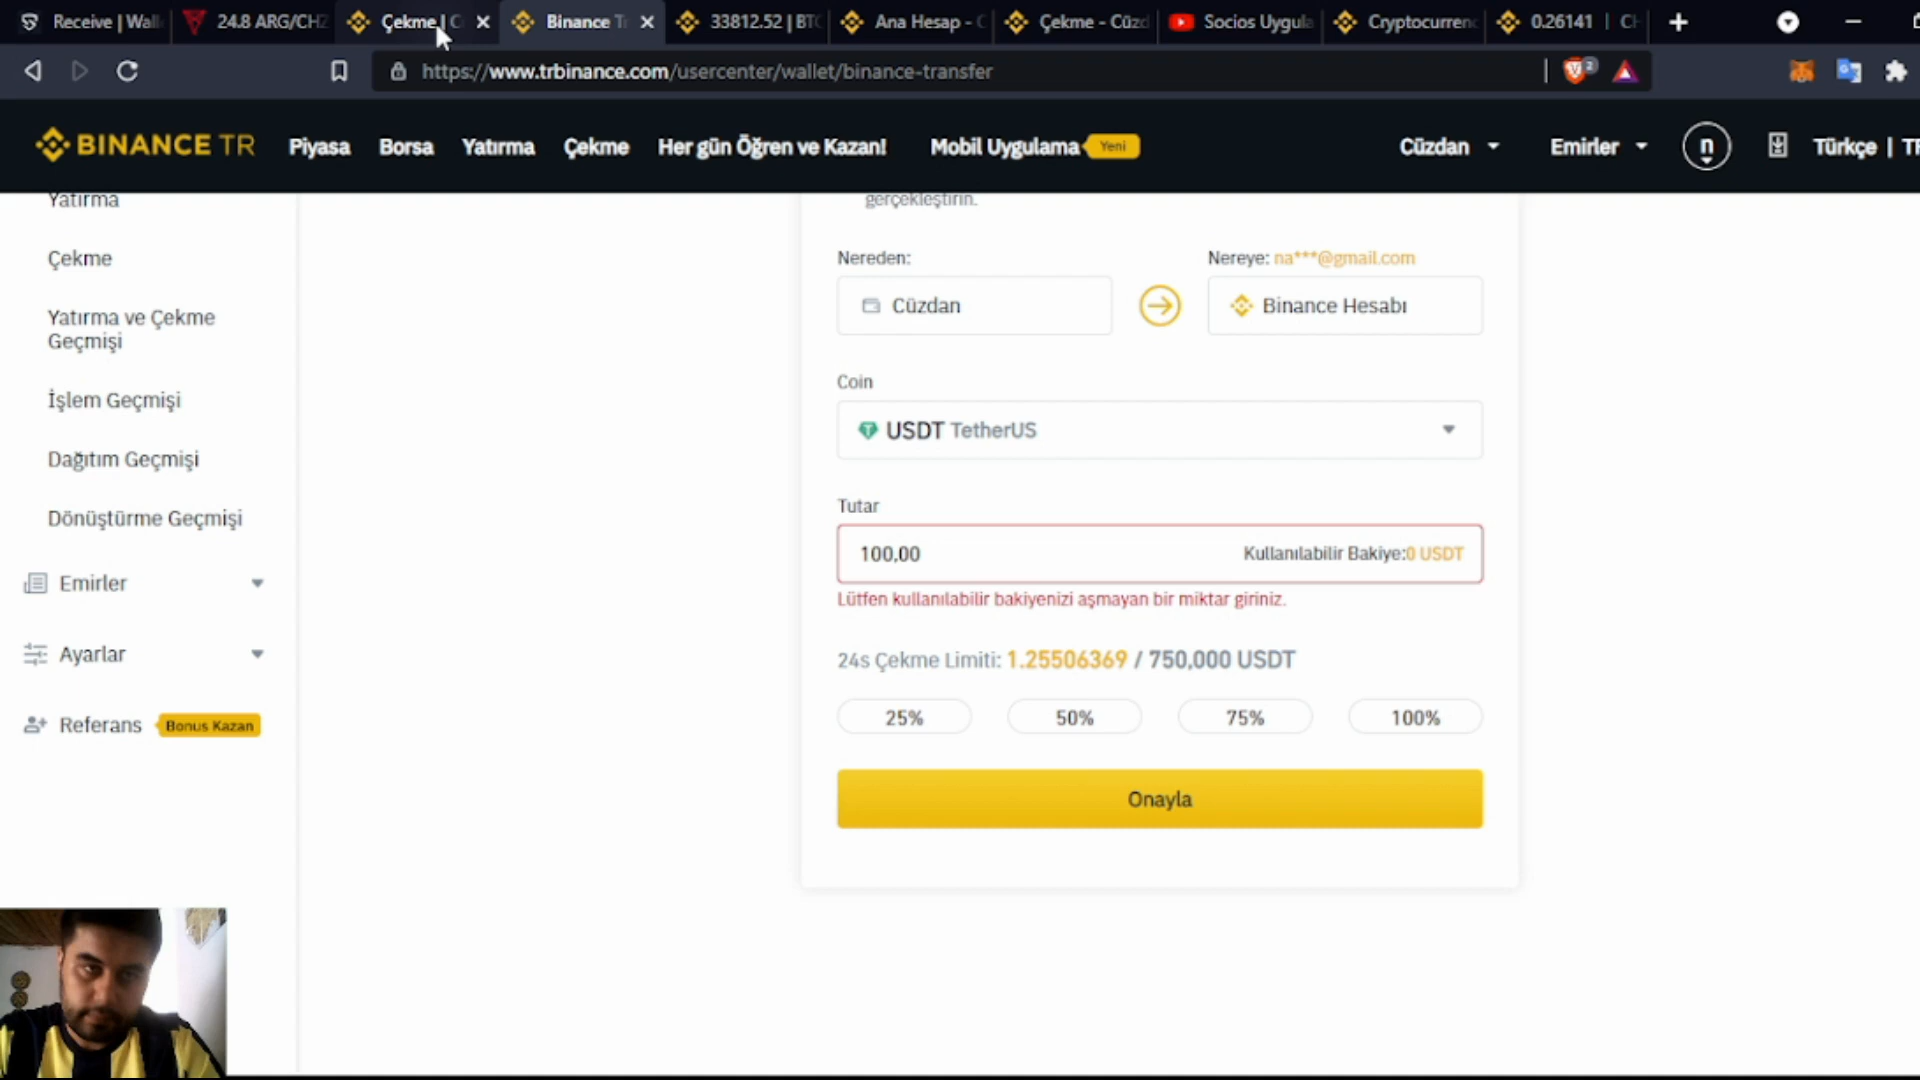 Receive | Wall
24.8 ARG/CHZ
Çekme | C
Binance T
33812.52 | BT
Ana Hesap -
Çekme - Cüz
Socios Uygula
Cryptocurren
0.26141 | C
https://www.trbinance.com/usercenter/wallet/binance-transfer
2
BINANCE TR
Piyasa
Borsa
Yatırma
Çekme
Her gün Öğren ve Kazan!
Mobil Uygulama
Yeni
Cüzdan
Emirler
n
Türkçe | T
Yatırma
Çekme
Yatırma ve Çekme
Geçmişi
İşlem Geçmişi
Dağıtım Geçmişi
Dönüştürme Geçmişi
Emirler
Ayarlar
Referans
Bonus Kazan
gerçekleştirin.
Nereden:
Nereye: na***@gmail.com
Cüzdan
Binance Hesabı
Coin
USDT TetherUS
Tutar
100,00
Kullanılabilir Bakiye:0 USDT
Lütfen kullanılabilir bakiyenizi aşmayan bir miktar giriniz.
24s Çekme Limiti: 1.25506369 / 750,000 USDT
25%
50%
75%
100%
Onayla